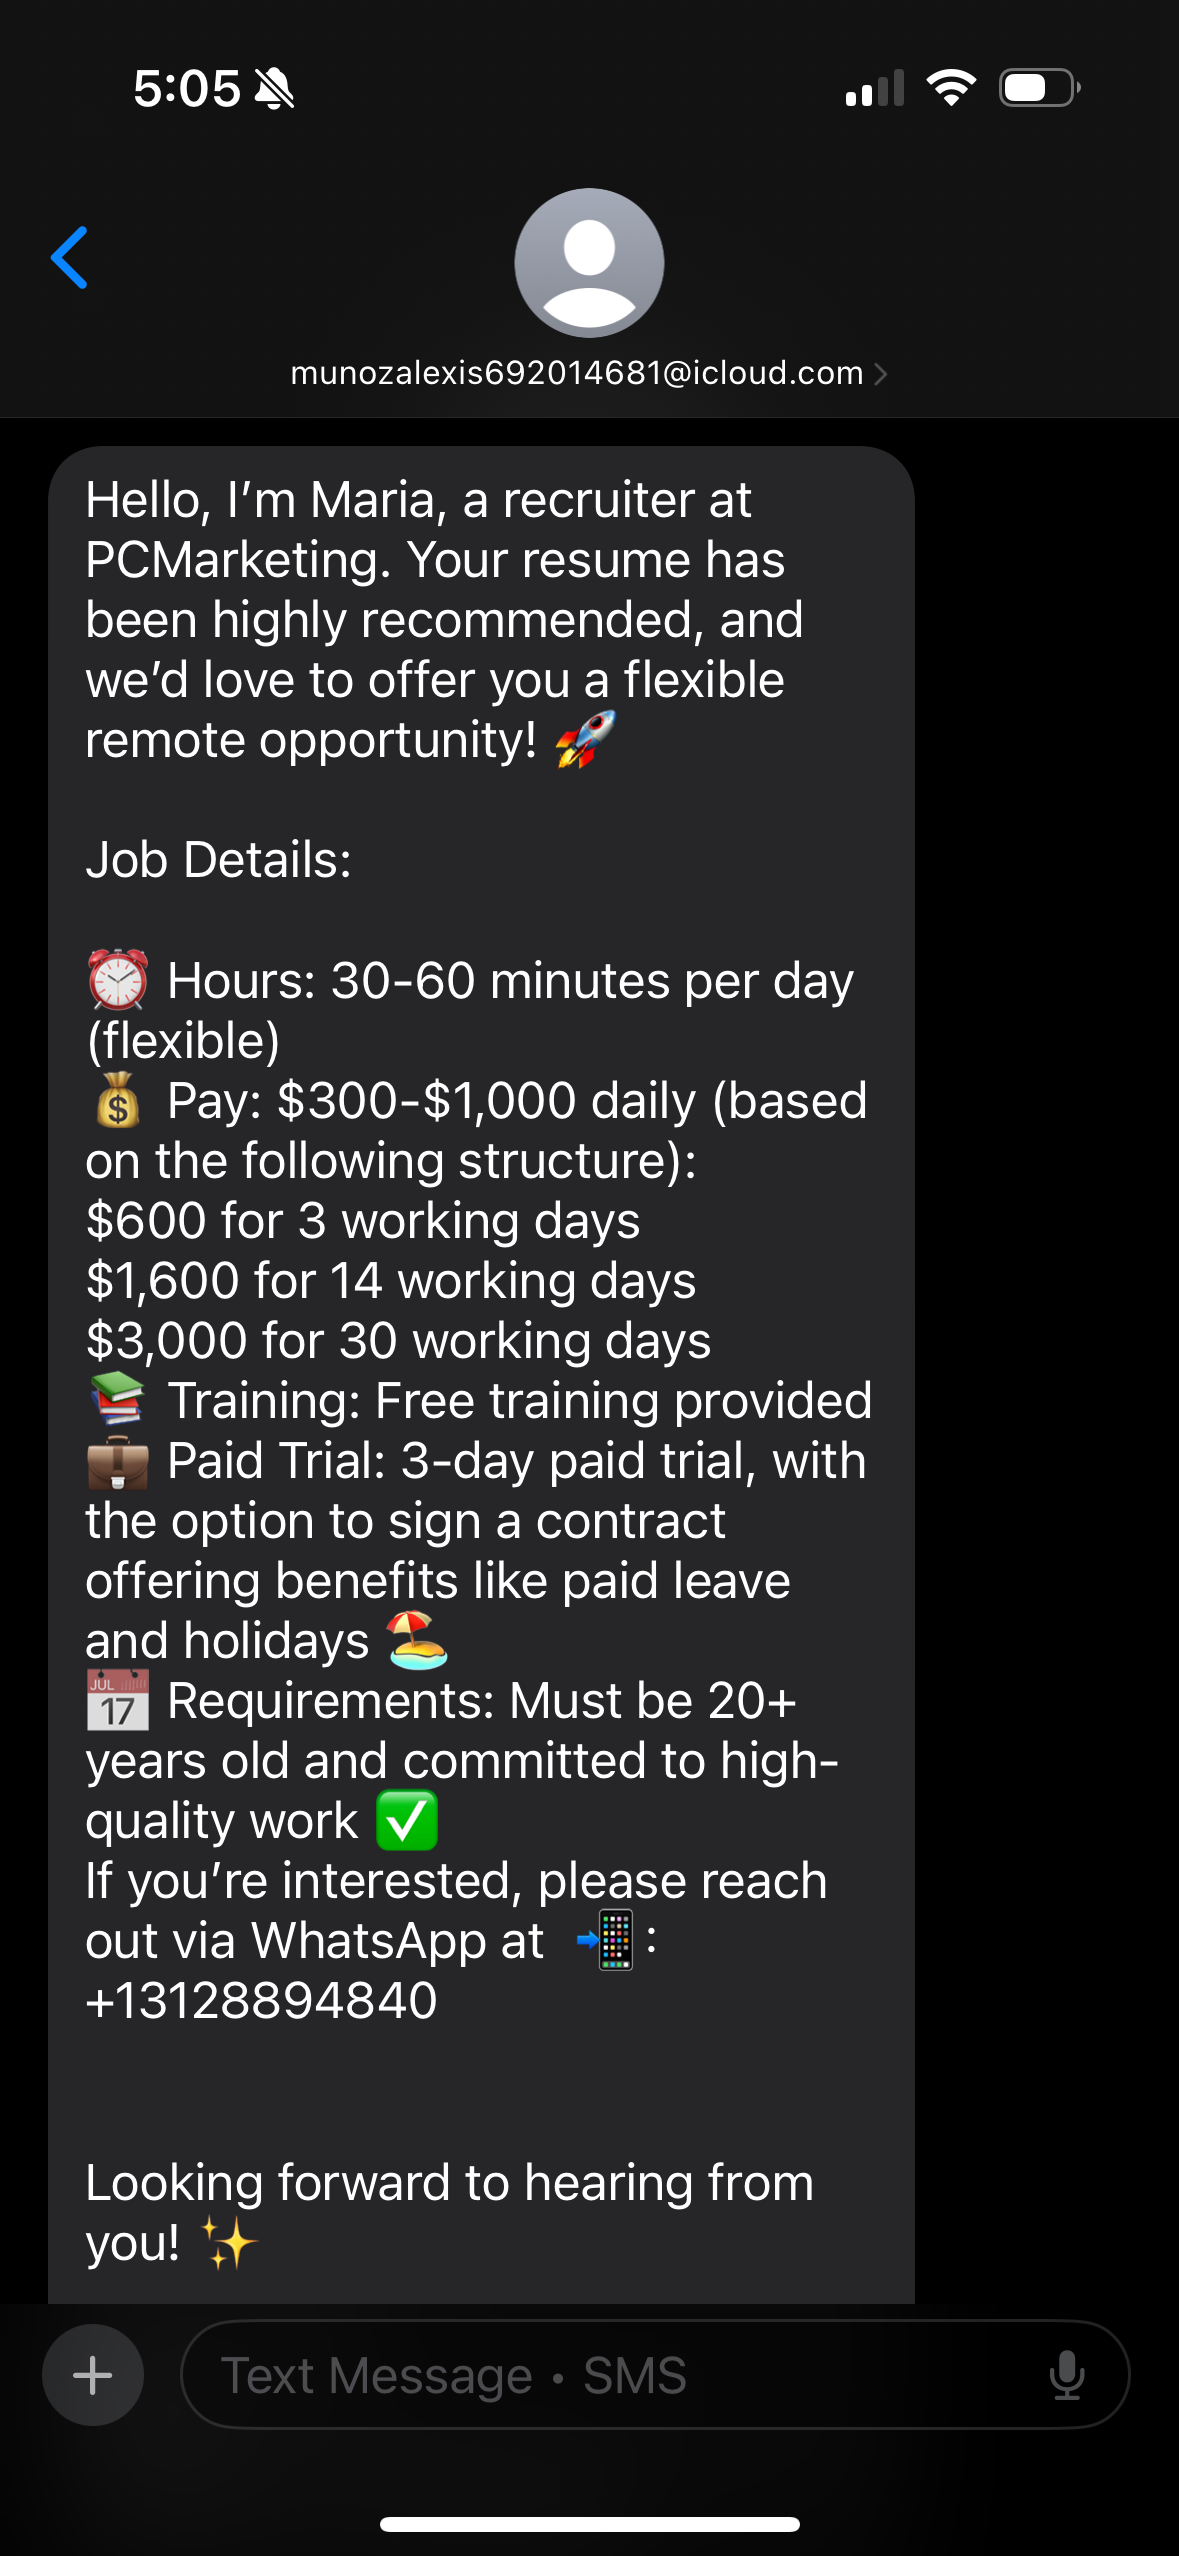 5:05
munozalexis692014681@icloud.com
Hello, I’m Maria, a recruiter at
PCMarketing. Your resume has
been highly recommended, and
we’d love to offer you a flexible
remote opportunity! 🚀
Job Details:
⏰ Hours: 30-60 minutes per day
(flexible)
💰 Pay: $300-$1,000 daily (based
on the following structure):
$600 for 3 working days
$1,600 for 14 working days
$3,000 for 30 working days
📚 Training: Free training provided
💼 Paid Trial: 3-day paid trial, with
the option to sign a contract
offering benefits like paid leave
and holidays 🏖️
📅 Requirements: Must be 20+
years old and committed to high-
quality work ✅
If you’re interested, please reach
out via WhatsApp at 📲:
+13128894840
Looking forward to hearing from
you! ✨
Text Message • SMS